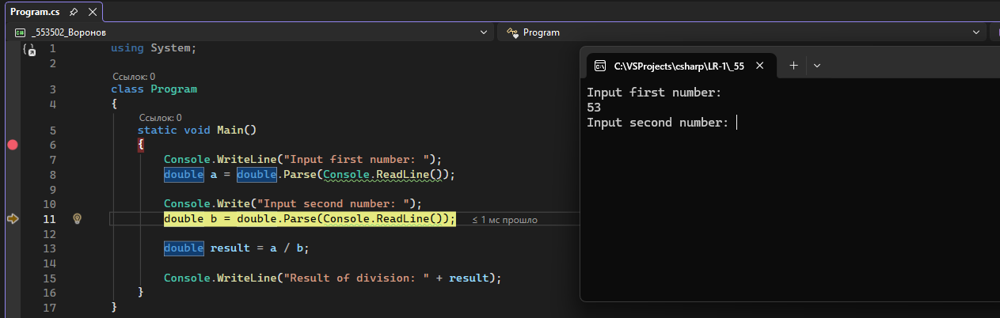 Program.cs
_553502_Воронов
Program
1 using System;
2
Ссылок: 0
3 class Program
4 {
Ссылок: 0
5 static void Main()
6 {
7 Console.WriteLine("Input first number: ");
8 double a = double.Parse(Console.ReadLine());
9
10 Console.Write("Input second number: ");
11 double b = double.Parse(Console.ReadLine()); ≤ 1 мс прошло
12
13 double result = a / b;
14
15 Console.WriteLine("Result of division: " + result);
16 }
17 }
C:\VSProjects\csharp\LR-1\_55
Input first number:
53
Input second number: